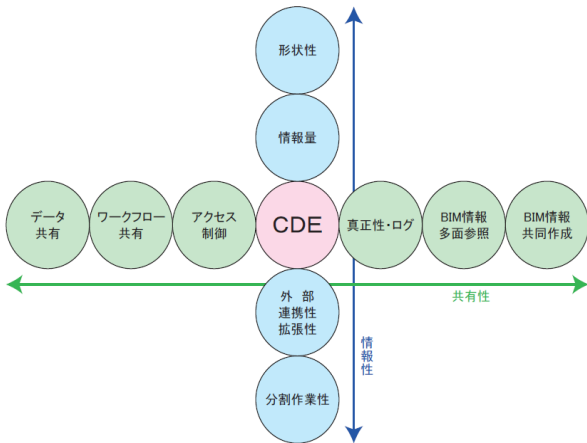 形状性
情報量
データ
共有
ワークフロー
共有
アクセス
制御
CDE
真正性・ログ
BIM情報
多面参照
BIM情報
共同作成
共有性
外 部
連携性
拡張性
情報性
分割作業性